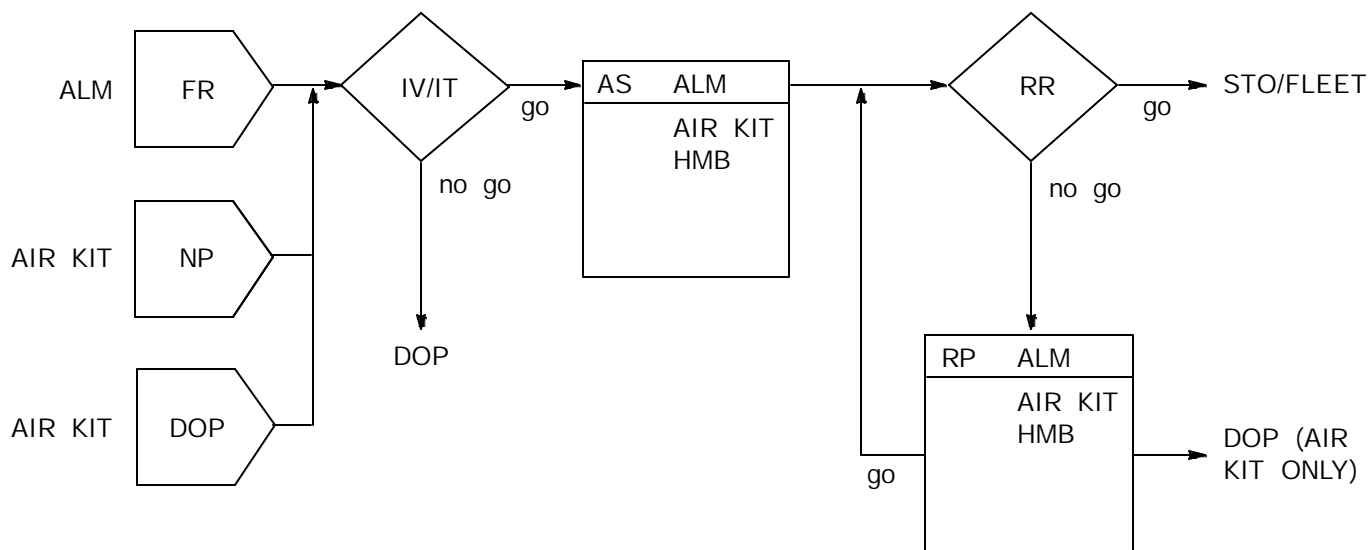 ALM FR
IV/IT
go
AS ALM
AIR KIT
HMB
RR
go
STO/FLEET
no go
no go
AIR KIT NP
DOP
RP ALM
AIR KIT
HMB
AIR KIT DOP
go
DOP (AIR
KIT ONLY)